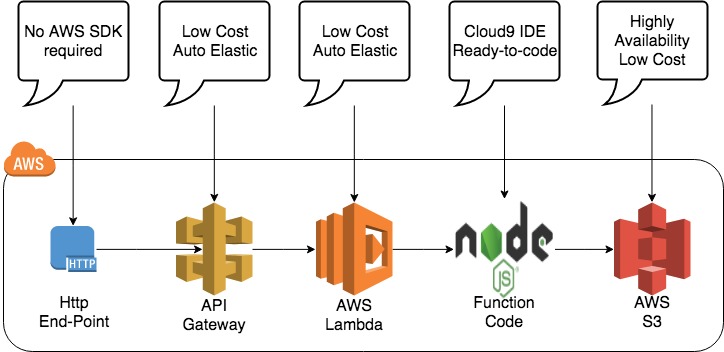 No AWS SDK
required
Low Cost
Auto Elastic
Low Cost
Auto Elastic
Cloud9 IDE
Ready-to-code
Highly
Availability
Low Cost
AWS
HTTP
node
JS
Http
End-Point
API
Gateway
AWS
Lambda
Function
Code
AWS
S3